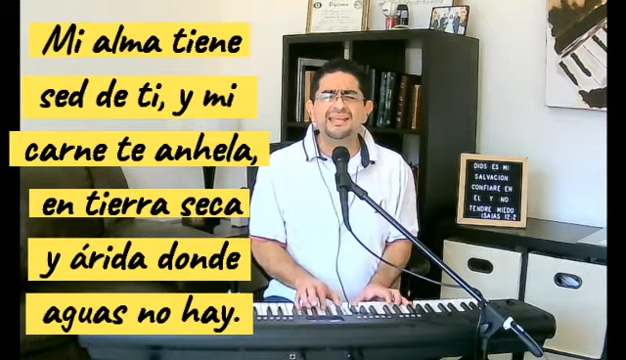 Mi alma tiene
sed de ti, y mi
carne te anhela,
en tierra seca
y árida donde
aguas no hay.
DIOS ES MI
SALVACION
CONFIARE EN
EL Y NO
TENDRE MIEDO
ISAIAS 12:2